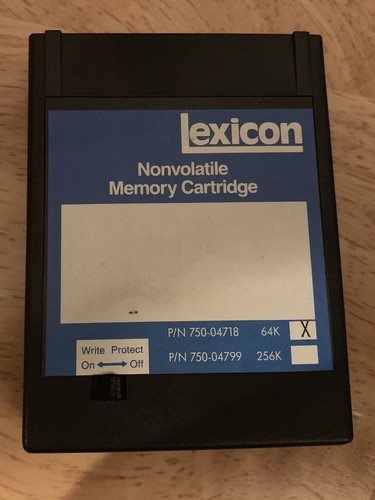 Lexicon
Nonvolatile
Memory Cartridge
P/N 750-04718 64K X
P/N 750-04799 256K
Write Protect
On ⟷ Off